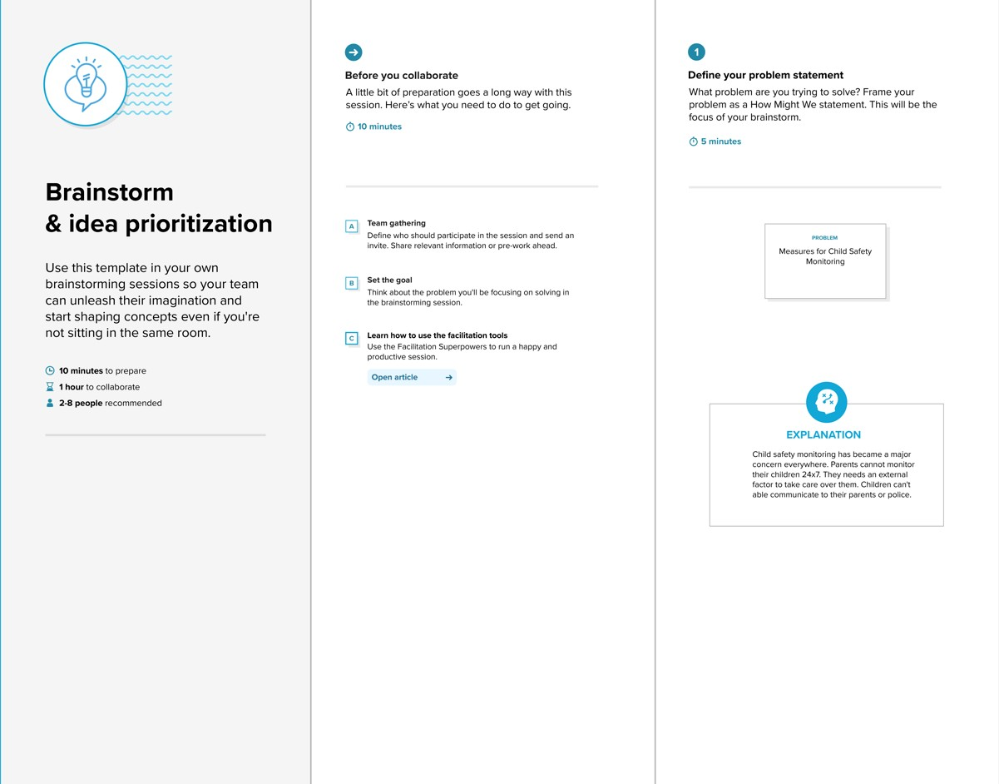 Brainstorm
& idea prioritization
Use this template in your own
brainstorming sessions so your team
can unleash their imagination and
start shaping concepts even if you're
not sitting in the same room.
10 minutes to prepare
1 hour to collaborate
2-8 people recommended
Before you collaborate
A little bit of preparation goes a long way with this
session. Here’s what you need to do to get going.
10 minutes
A
Team gathering
Define who should participate in the session and send an
invite. Share relevant information or pre-work ahead.
B
Set the goal
Think about the problem you'll be focusing on solving in
the brainstorming session.
C
Learn how to use the facilitation tools
Use the Facilitation Superpowers to run a happy and
productive session.
Open article
1
Define your problem statement
What problem are you trying to solve? Frame your
problem as a How Might We statement. This will be the
focus of your brainstorm.
5 minutes
PROBLEM
Measures for Child Safety
Monitoring
EXPLANATION
Child safety monitoring has became a major
concern everywhere. Parents cannot monitor
their children 24x7. They needs an external
factor to take care over them. Children can't
able communicate to their parents or police.